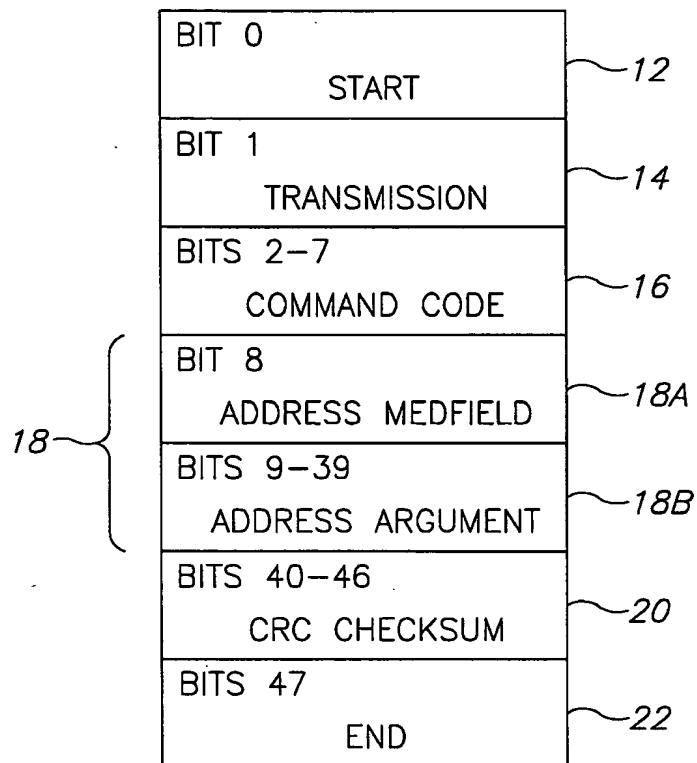 BIT 0
START
12
BIT 1
TRANSMISSION
14
BITS 2-7
COMMAND CODE
16
BIT 8
ADDRESS MEDFIELD
18A
18
BITS 9-39
ADDRESS ARGUMENT
18B
BITS 40-46
CRC CHECKSUM
20
BITS 47
END
22